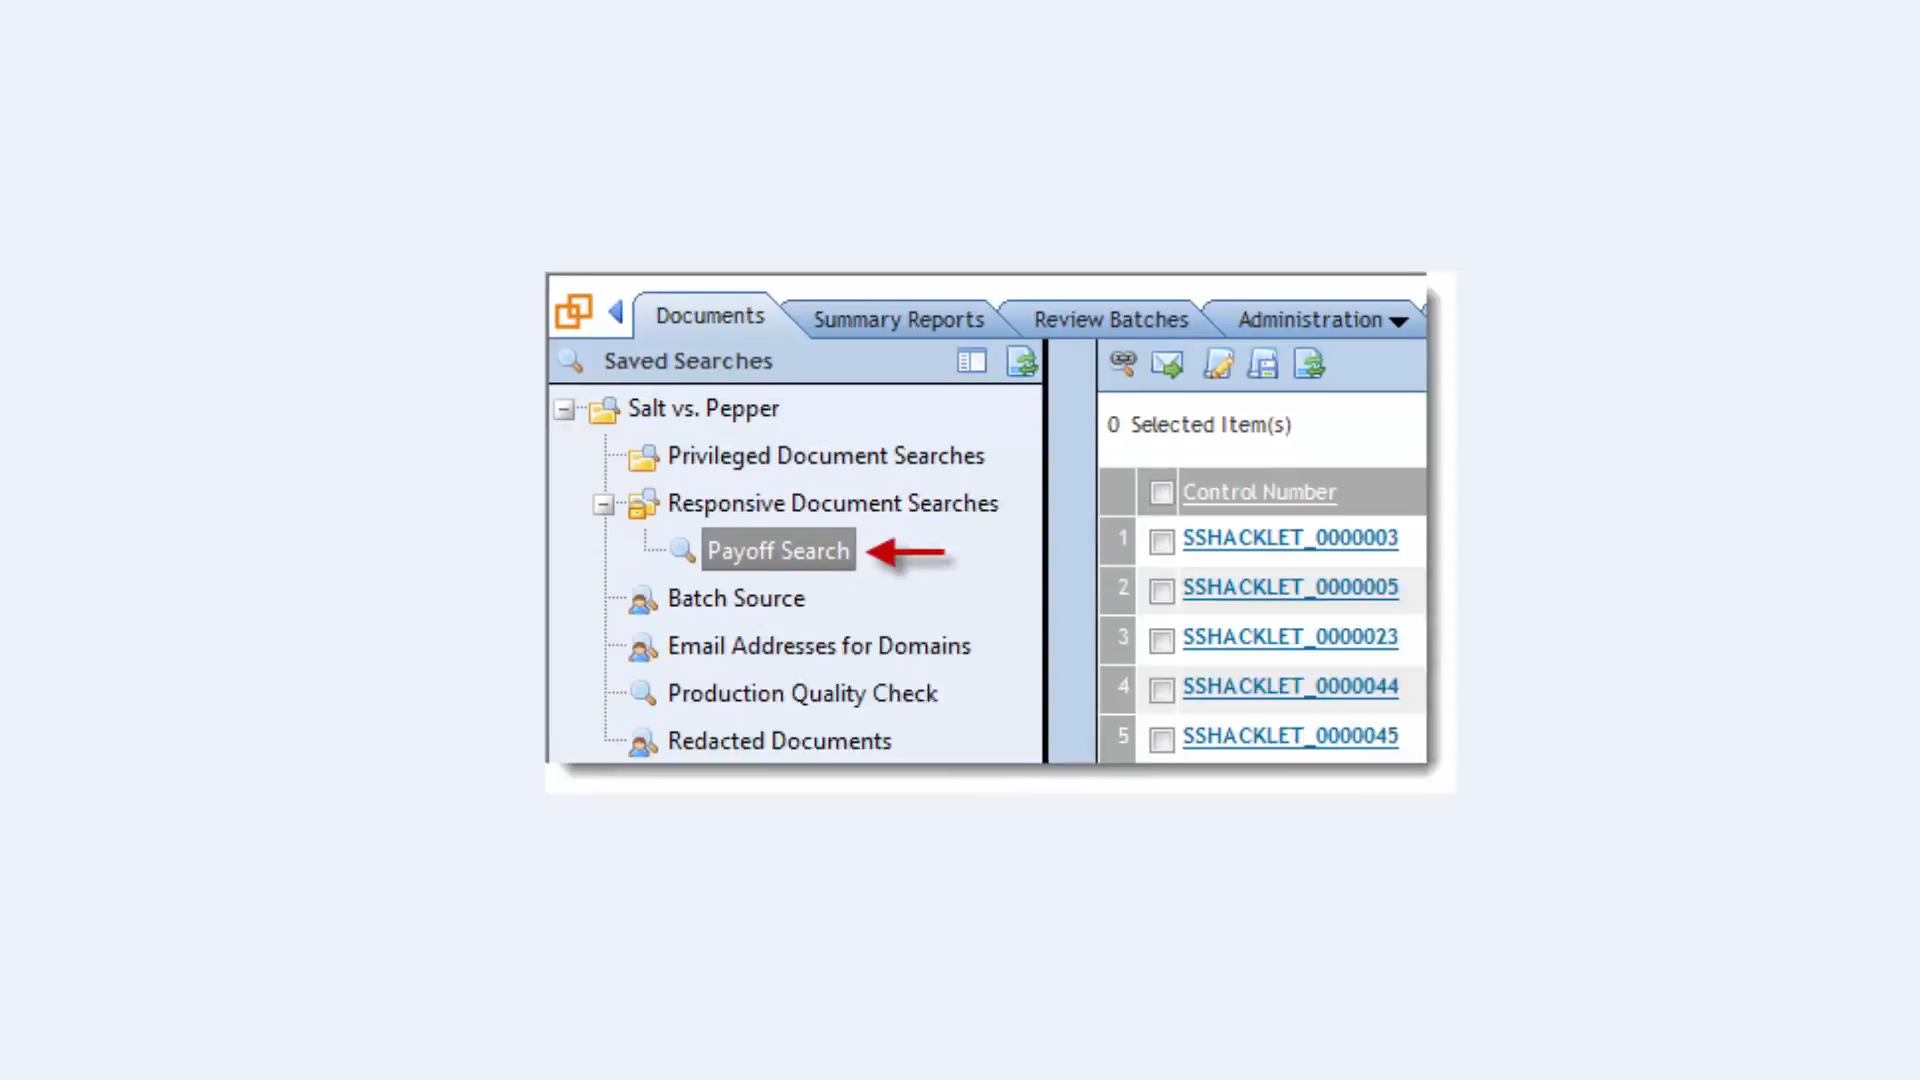 Documents
Summary Reports
Review Batches
Administration
Saved Searches
Salt vs. Pepper
Privileged Document Searches
Responsive Document Searches
Payoff Search
Batch Source
Email Addresses for Domains
Production Quality Check
Redacted Documents
0 Selected Item(s)
Control Number
1 SSHACKLET_0000003
2 SSHACKLET_0000005
3 SSHACKLET_0000023
4 SSHACKLET_0000044
5 SSHACKLET_0000045